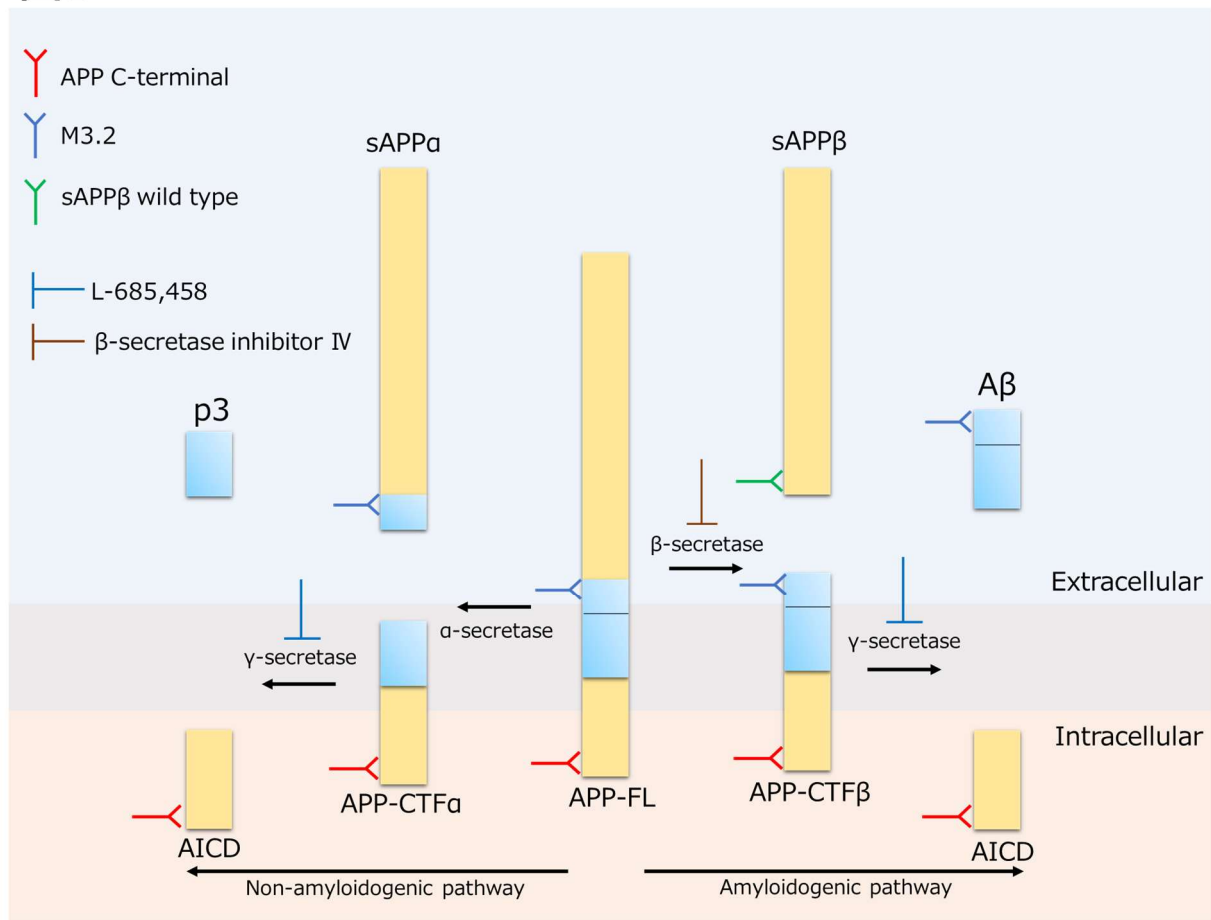 APP C-terminal
M3.2
sAPPβ wild type
L-685,458
β-secretase inhibitor Ⅳ
sAPPα
sAPPβ
p3
Aβ
β-secretase
Extracellular
α-secretase
γ-secretase
γ-secretase
Intracellular
APP-CTFα
APP-FL
APP-CTFβ
AICD
AICD
Non-amyloidogenic pathway
Amyloidogenic pathway